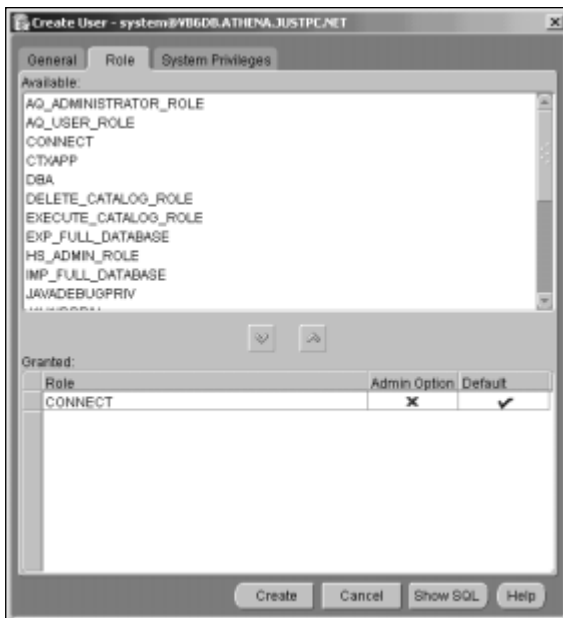 Create User - system@VB6DB.ATHENA.JUSTPC.NET
General Role System Privileges
Available:
AQ_ADMINISTRATOR_ROLE
AQ_USER_ROLE
CONNECT
CTXAPP
DBA
DELETE_CATALOG_ROLE
EXECUTE_CATALOG_ROLE
EXP_FULL_DATABASE
HS_ADMIN_ROLE
IMP_FULL_DATABASE
JAVADEBUGPRIV
Granted:
Role Admin Option Default
CONNECT
Create Cancel Show SQL Help